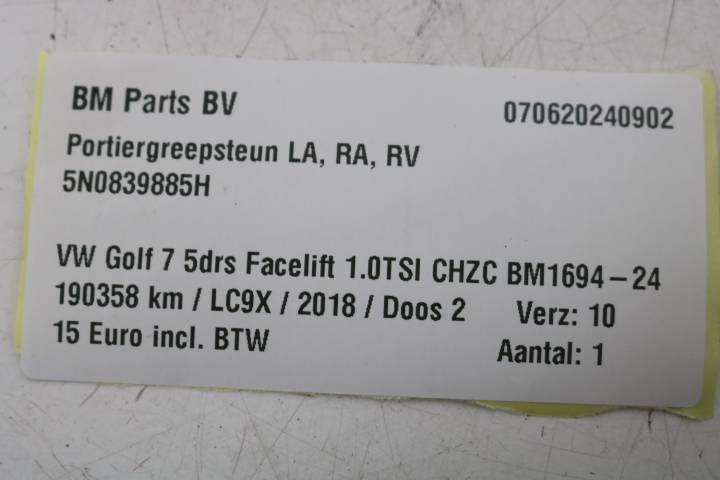 BM Parts BV 070620240902
Portiergreepsteun LA, RA, RV
5N0839885H
VW Golf 7 5drs Facelift 1.0TSI CHZC BM1694-24
190358 km / LC9X / 2018 / Doos 2 Verz: 10
15 Euro incl. BTW Aantal: 1